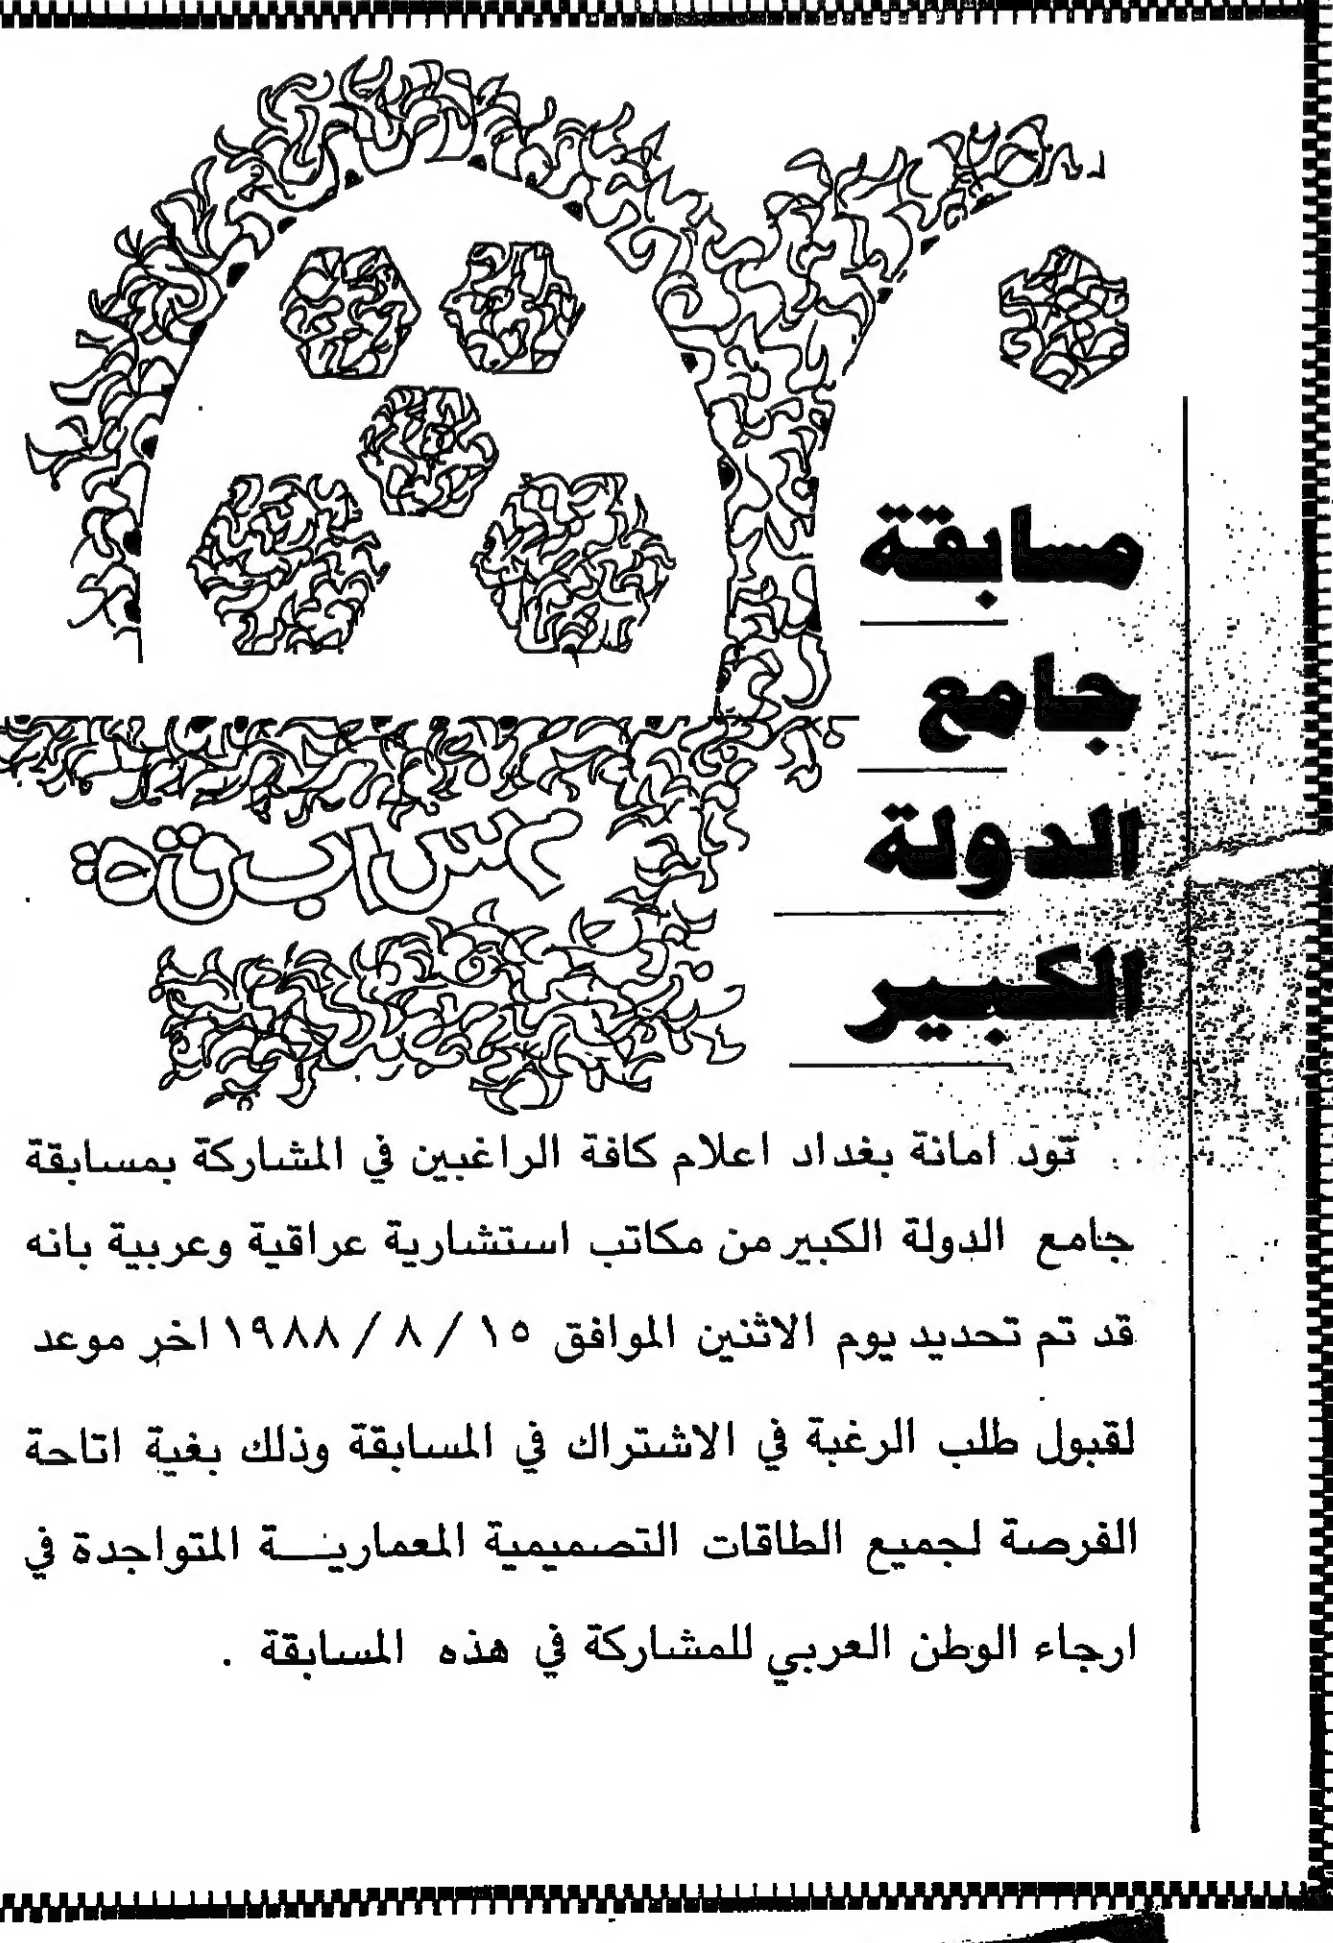 مسابقة
جامع
الدولة
الكبير
م س ا ب ق ة
تود امانة بغداد اعلام كافة الراغبين في المشاركة بمسابقة
جامع الدولة الكبير من مكاتب استشارية عراقية وعربية بانه
قد تم تحديد يوم الاثنين الموافق ١٥ / ٨ / ١٩٨٨ اخر موعد
لقبول طلب الرغبة في الاشتراك في المسابقة وذلك بغية اتاحة
الفرصة لجميع الطاقات التصميمية المعماريـــة المتواجدة في
ارجاء الوطن العربي للمشاركة في هذه المسابقة .